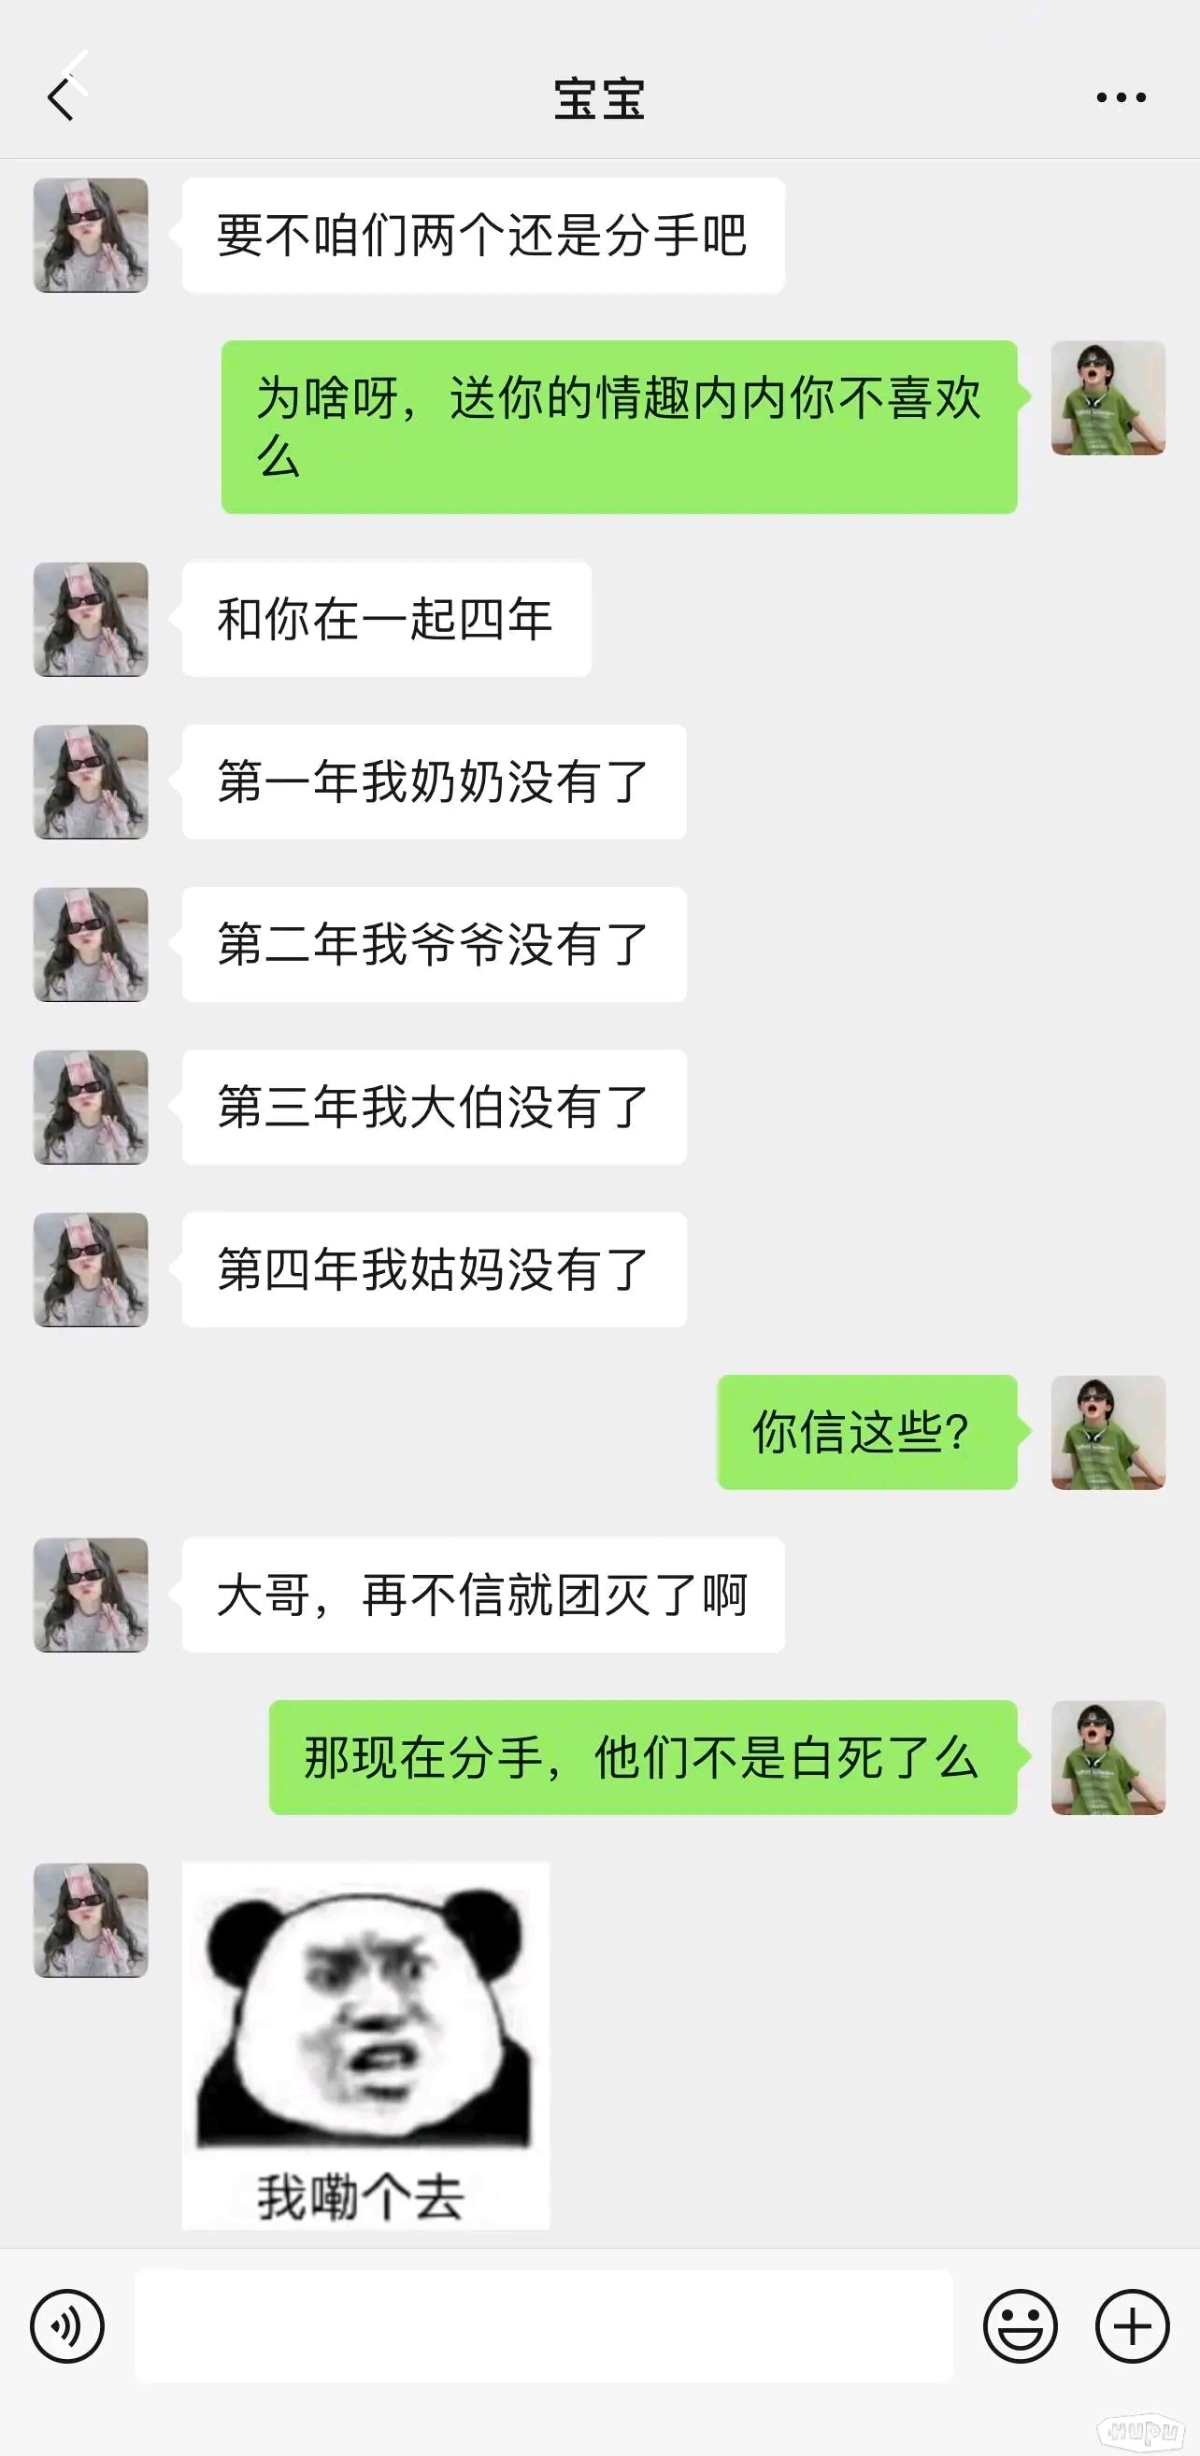 宝宝
要不咱们两个还是分手吧
为啥呀，送你的情趣内内你不喜欢
么
和你在一起四年
第一年我奶奶没有了
第二年我爷爷没有了
第三年我大伯没有了
第四年我姑妈没有了
你信这些?
大哥，再不信就团灭了啊
那现在分手，他们不是白死了么
我嘞个去
HUPU